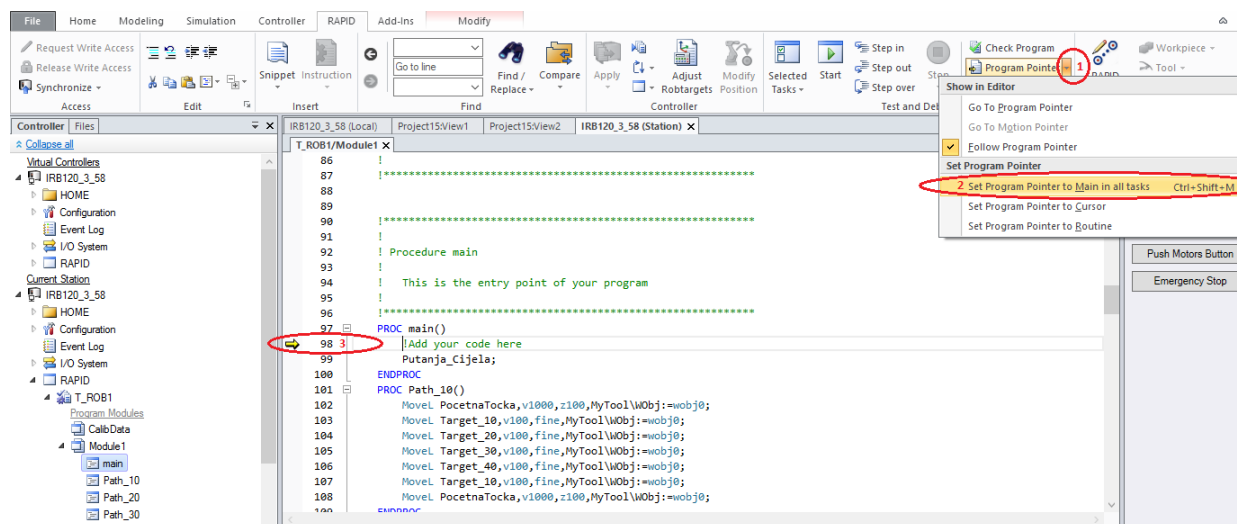 File Home Modeling Simulation Controller RAPID Add-Ins Modify
Request Write Access
Release Write Access
Synchronize
Access
Edit
Snippet Instruction
Insert
Go to line
Find / Replace
Compare
Find
Apply
Adjust Robtargets
Modify Position
Controller
Selected Tasks
Start
Step in
Step out
Step over
Stop
Check Program
Program Pointer
1
RAPID
Test and Deb
Workpiece
Tool
Show in Editor
Go To Program Pointer
Go To Motion Pointer
Follow Program Pointer
Set Program Pointer
2 Set Program Pointer to Main in all tasks Ctrl+Shift+M
Set Program Pointer to Cursor
Set Program Pointer to Routine
Push Motors Button
Emergency Stop
Controller Files
Collapse all
Virtual Controllers
IRB120_3_58
HOME
Configuration
Event Log
I/O System
RAPID
Current Station
IRB120_3_58
HOME
Configuration
Event Log
I/O System
RAPID
T_ROB1
Program Modules
CalibData
Module1
main
Path_10
Path_20
Path_30
IRB120_3_58 (Local) Project15:View1 Project15:View2 IRB120_3_58 (Station) X
T_ROB1/Module1 X
86 !
87 !***********************************************************
88
89
90 !***********************************************************
91 !
92 ! Procedure main
93 !
94 ! This is the entry point of your program
95 !
96 !***********************************************************
97 PROC main()
98 3 !Add your code here
99 Putanja_Cijela;
100 ENDPROC
101 PROC Path_10()
102 MoveL PocetnaTocka,v1000,z100,MyTool\WObj:=wobj0;
103 MoveL Target_10,v100,fine,MyTool\WObj:=wobj0;
104 MoveL Target_20,v100,fine,MyTool\WObj:=wobj0;
105 MoveL Target_30,v100,fine,MyTool\WObj:=wobj0;
106 MoveL Target_40,v100,fine,MyTool\WObj:=wobj0;
107 MoveL Target_10,v100,fine,MyTool\WObj:=wobj0;
108 MoveL PocetnaTocka,v1000,z100,MyTool\WObj:=wobj0;
109 ENDPROC